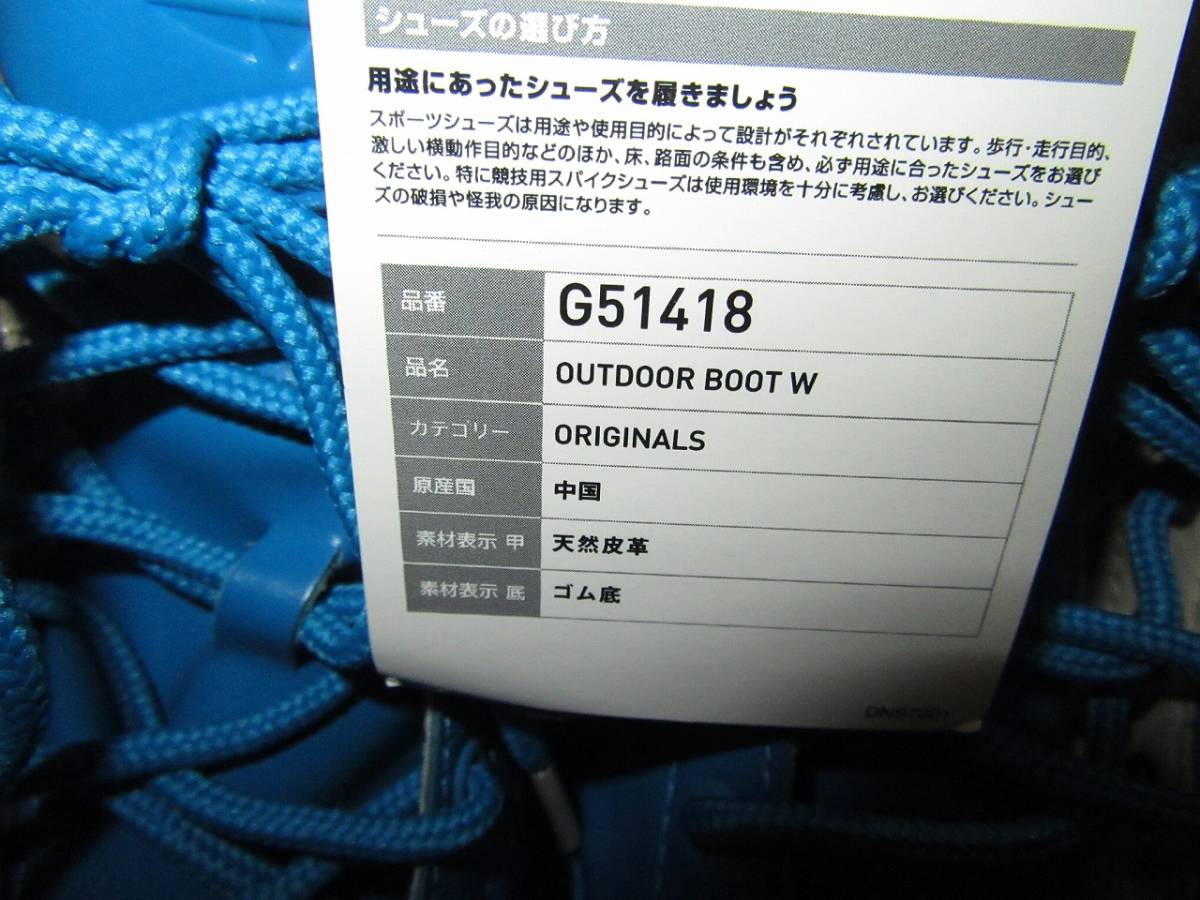 シューズの選び方
用途にあったシューズを履きましょう
スポーツシューズは用途や使用目的によって設計がそれぞれされています。歩行・走行目的、
激しい横動作目的などのほか、床、路面の条件も含め、必ず用途に合ったシューズをお選び
ください。特に競技用スパイクシューズは使用環境を十分に考慮し、お選びください。シュー
ズの破損や怪我の原因になります。
品番 G51418
品名 OUTDOOR BOOT W
カテゴリー ORIGINALS
原産国 中国
素材表示 甲 天然皮革
素材表示 底 ゴム底
DNS7001